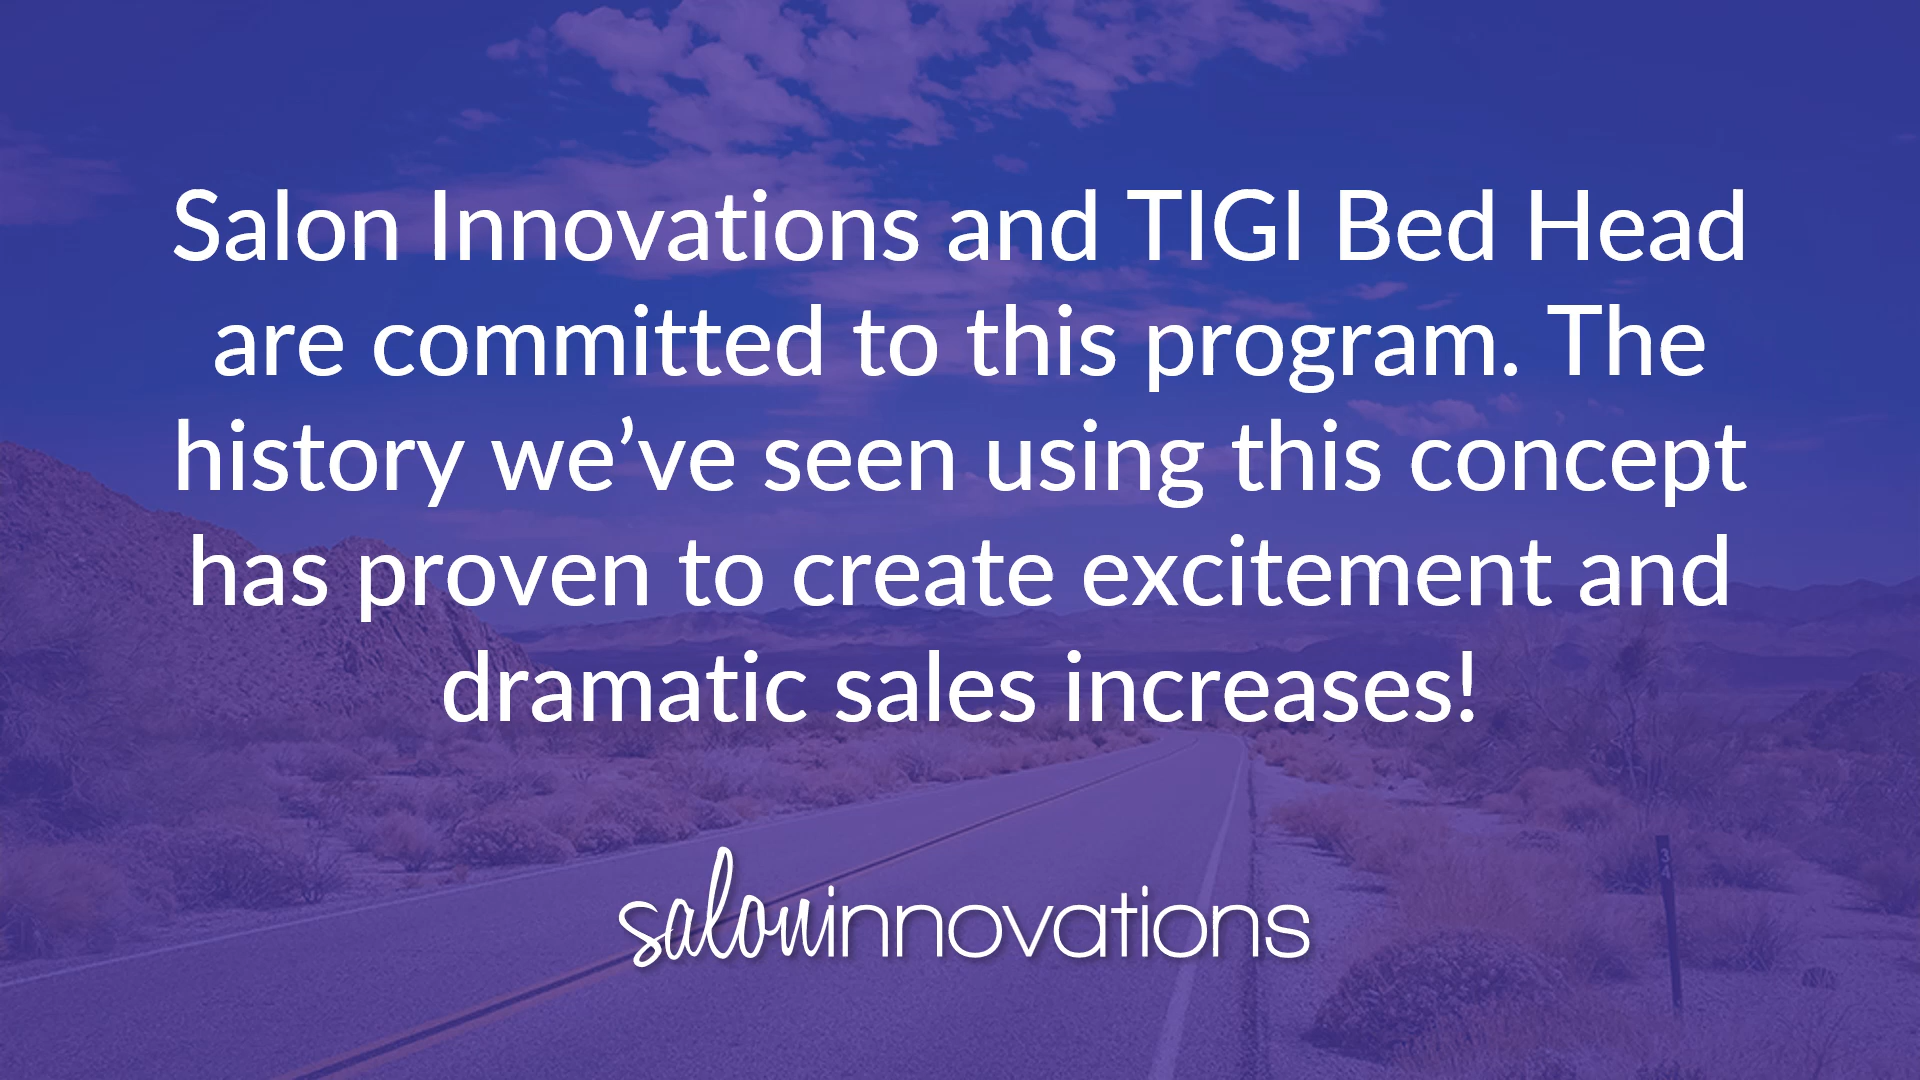 Salon Innovations and TIGI Bed Head
are committed to this program. The
history we’ve seen using this concept
has proven to create excitement and
dramatic sales increases!
34
saloninnovations